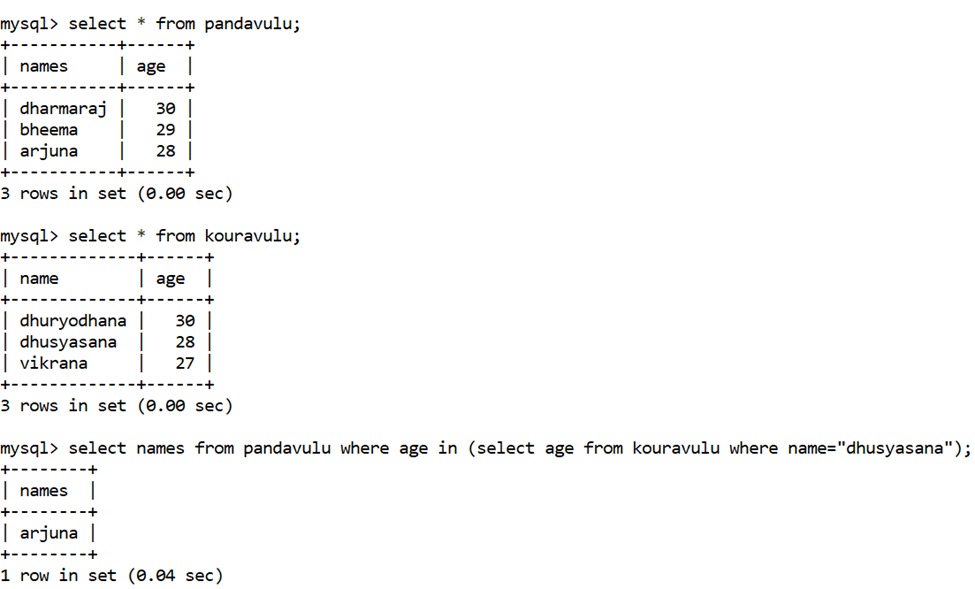 mysql> select * from pandavulu;
+-----------+------+
| names     | age  |
+-----------+------+
| dharmaraj |   30 |
| bheema    |   29 |
| arjuna    |   28 |
+-----------+------+
3 rows in set (0.00 sec)

mysql> select * from kouravulu;
+-------------+------+
| name        | age  |
+-------------+------+
| dhuryodhana |   30 |
| dhusyasana  |   28 |
| vikrana     |   27 |
+-------------+------+
3 rows in set (0.00 sec)

mysql> select names from pandavulu where age in (select age from kouravulu where name="dhusyasana");
+--------+
| names  |
+--------+
| arjuna |
+--------+
1 row in set (0.04 sec)